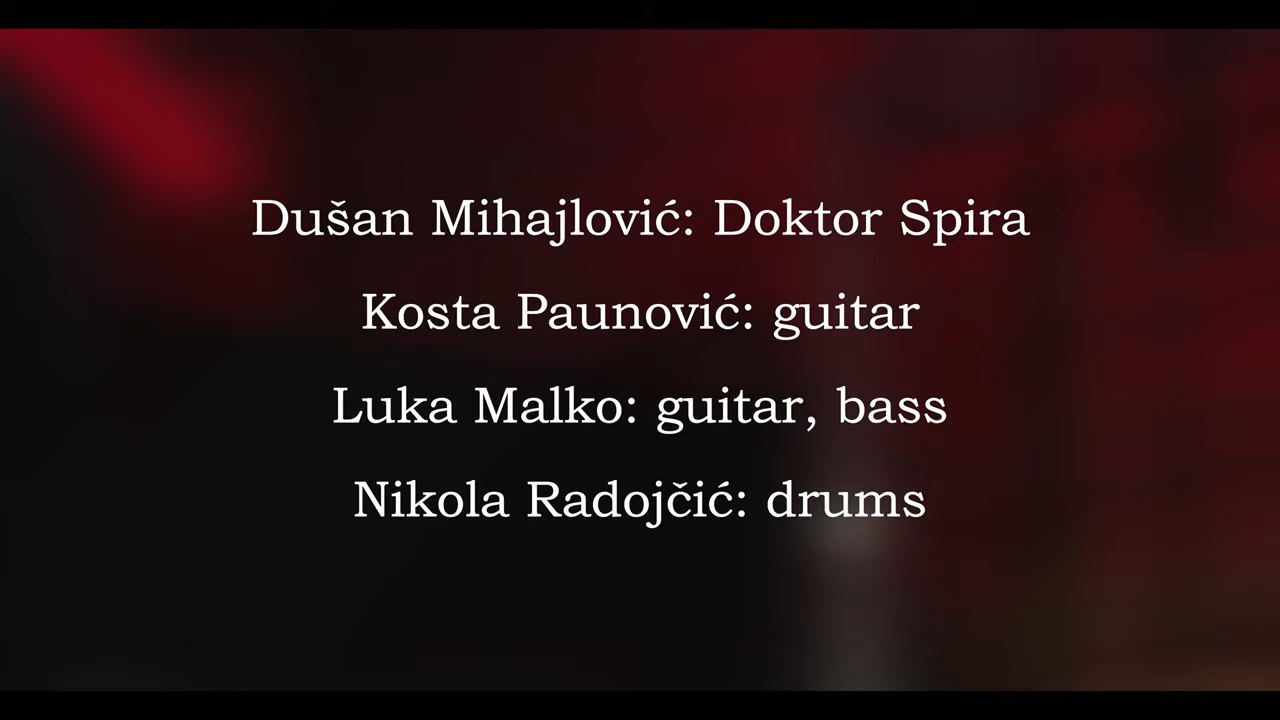 Dušan Mihajlović: Doktor Spira
Kosta Paunović: guitar
Luka Malko: guitar, bass
Nikola Radojčić: drums